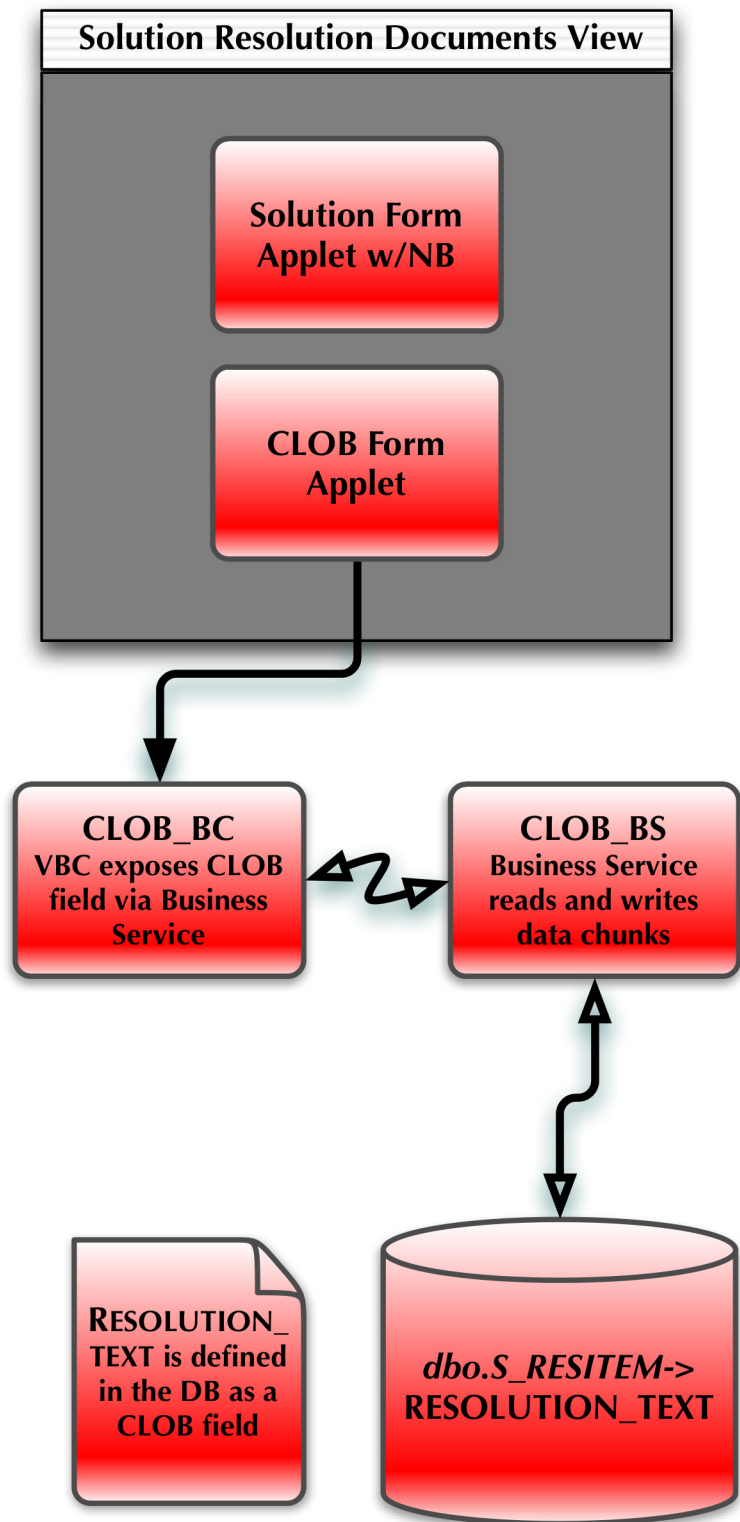 Solution Resolution Documents View
Solution Form
Applet w/NB
CLOB Form
Applet
CLOB_BC
VBC exposes CLOB
field via Business
Service
CLOB_BS
Business Service
reads and writes
data chunks
RESOLUTION_
TEXT is defined
in the DB as a
CLOB field
dbo.S_RESITEM->
RESOLUTION_TEXT